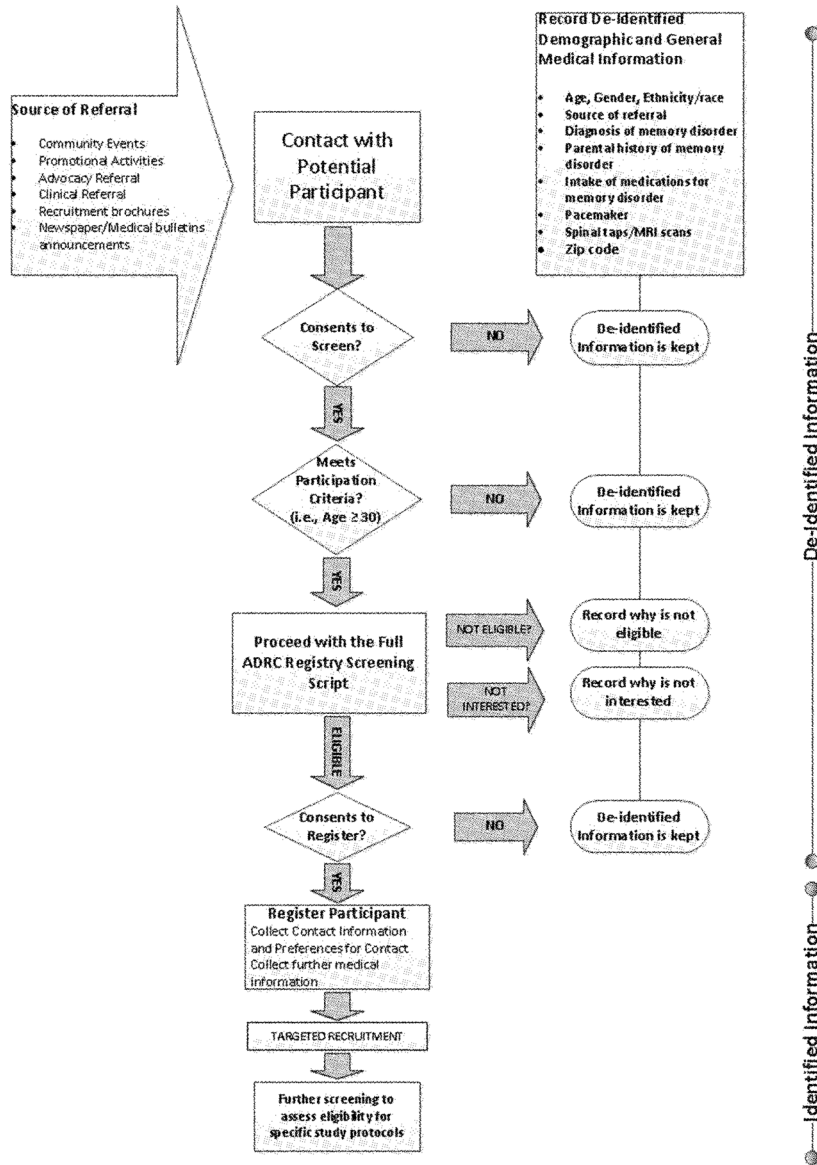 Source of Referral
• Community Events
• Promotional Activities
• Advocacy Referral
• Clinical Referral
• Recruitment brochures
• Newspaper/Medical bulletins
announcements
Contact with
Potential
Participant
Record De-Identified
Demographic and General
Medical Information
• Age, Gender, Ethnicity/race
• Source of referral
• Diagnosis of memory disorder
• Parental history of memory
disorder
• Intake of medications for
memory disorder
• Pacemaker
• Spinal taps/MRI scans
• Zip code
Consents to
Screen?
NO
De-identified
Information is kept
YES
Meets
Participation
Criteria?
(i.e., Age ≥30)
NO
De-identified
Information is kept
YES
Proceed with the Full
ADRC Registry Screening
Script
NOT ELIGIBLE?
Record why is not
eligible
NOT
INTERESTED?
Record why is not
interested
ELIGIBLE
Consents to
Register?
NO
De-identified
Information is kept
YES
Register Participant
Collect Contact Information
and Preferences for Contact
Collect further medical
information
TARGETED RECRUITMENT
Further screening to
assess eligibility for
specific study protocols
De-Identified Information
Identified Information